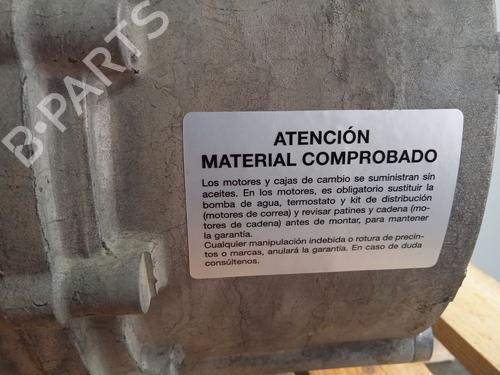 B-PARTS
ATENCIÓN
MATERIAL COMPROBADO
Los motores y cajas de cambio se suministran sin
aceites. En los motores, es obligatorio sustituir la
bomba de agua, termostato y kit de distribución
(motores de correa) y revisar patines y cadena (mo-
tores de cadena) antes de montar, para mantener
la garantía.
Cualquier manipulación indebida o rotura de precin-
tos o marcas, anulará la garantía. En caso de duda
consúltenos.